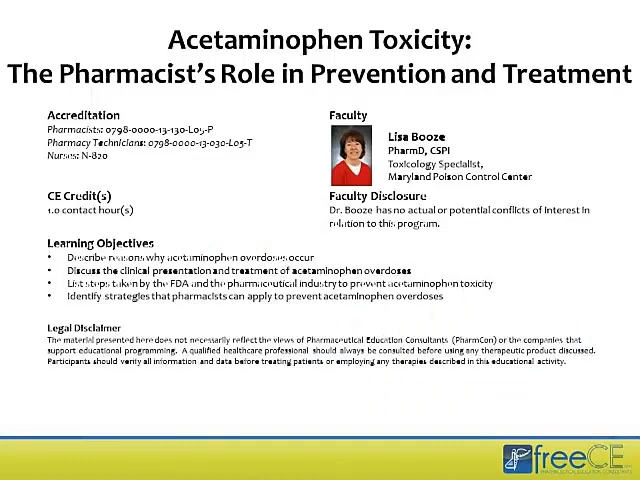 Acetaminophen Toxicity:
The Pharmacist's Role in Prevention and Treatment
Accreditation
Pharmacists: 0798-0000-13-130-L05-P
Pharmacy Technicians: 0798-0000-13-030-L05-T
Nurses: N-820
Faculty
Lisa Booze
PharmD, CSPI
Toxicology Specialist,
Maryland Poison Control Center
CE Credit(s)
1.0 contact hour(s)
Faculty Disclosure
Dr. Booze has no actual or potential conflicts of interest in
relation to this program.
Learning Objectives
• Describe reasons why acetaminophen overdoses occur
• Discuss the clinical presentation and treatment of acetaminophen overdoses
• List steps taken by the FDA and the pharmaceutical industry to prevent acetaminophen toxicity
• Identify strategies that pharmacists can apply to prevent acetaminophen overdoses
Legal Disclaimer
The material presented here does not necessarily reflect the views of Pharmaceutical Education Consultants (PharmCon) or the companies that
support educational programming. A qualified healthcare professional should always be consulted before using any therapeutic product discussed.
Participants should verify all information and data before treating patients or employing any therapies described in this educational activity.
freeCE
PHARMACEUTICAL EDUCATION CONSULTANTS